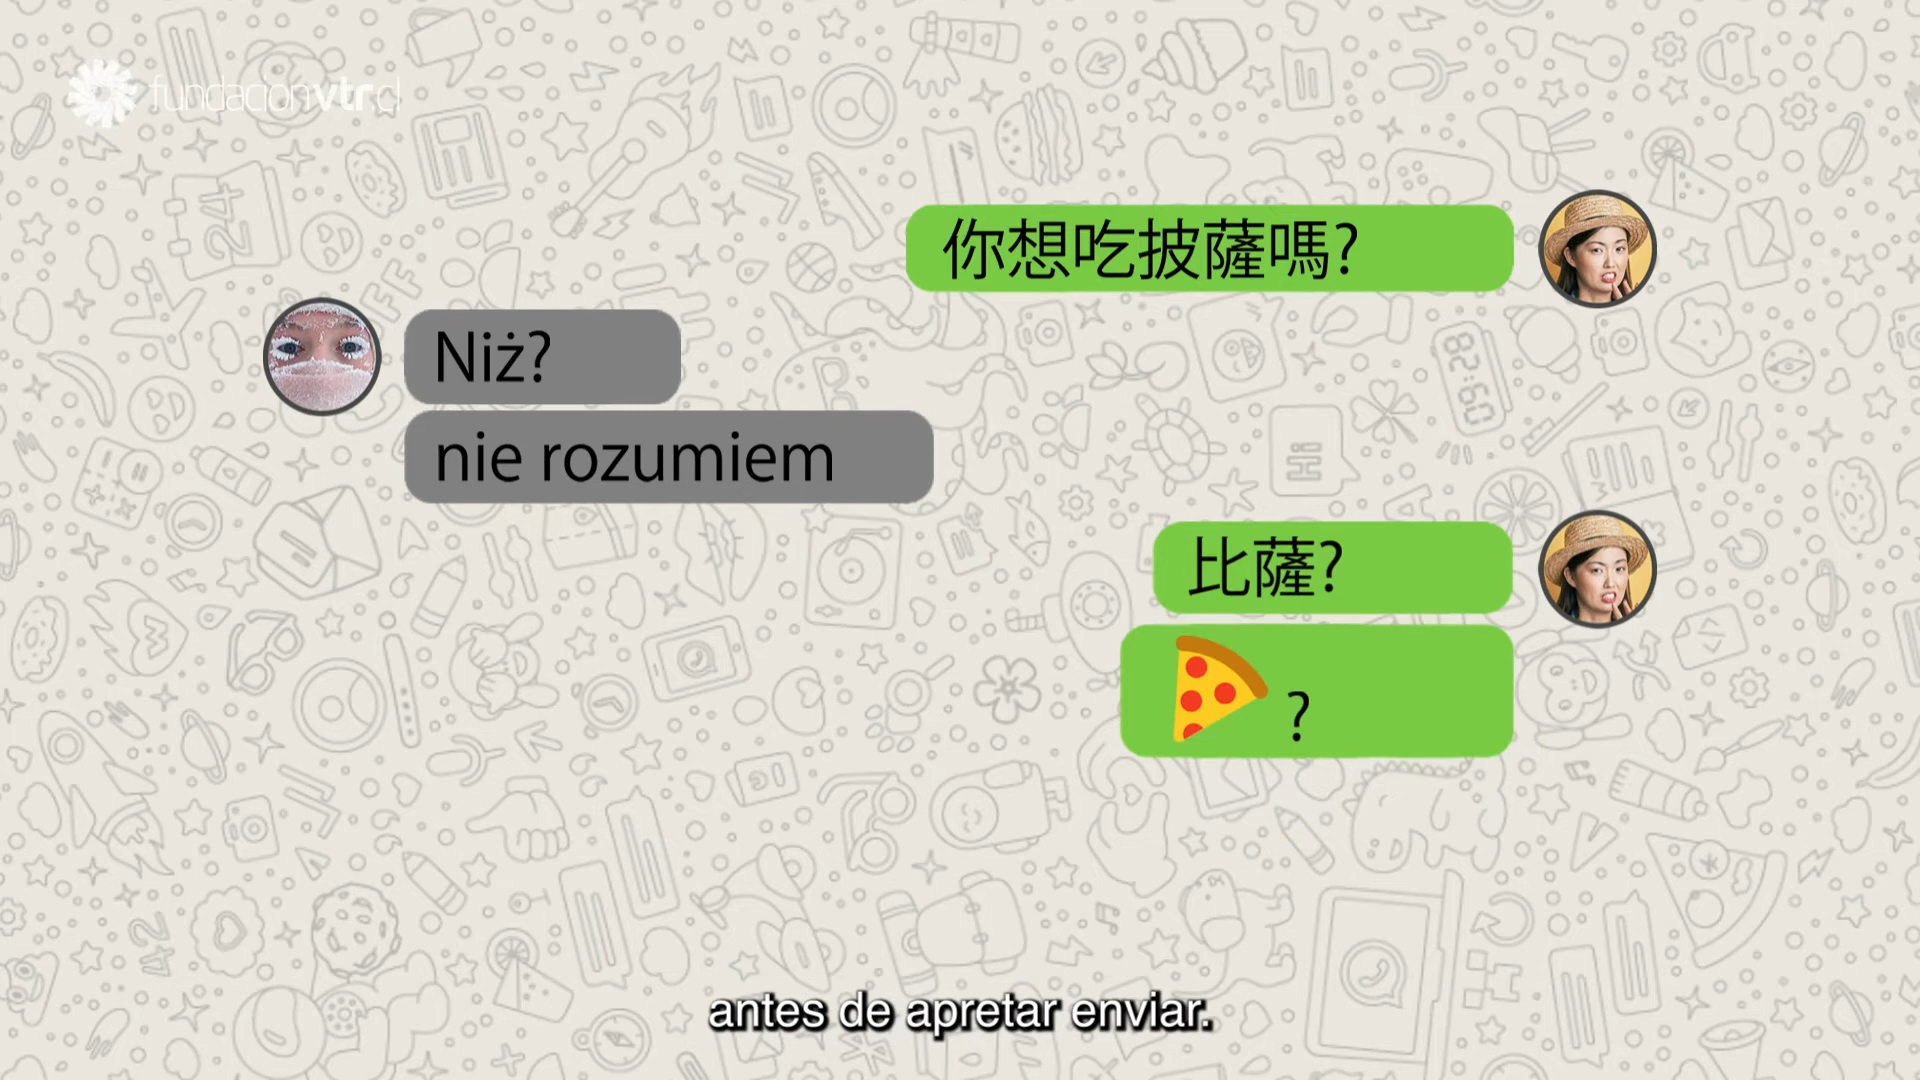 fundacionvtr.cl
你想吃披薩嗎?
Niż?
nie rozumiem
比薩?
?
antes de apretar enviar.